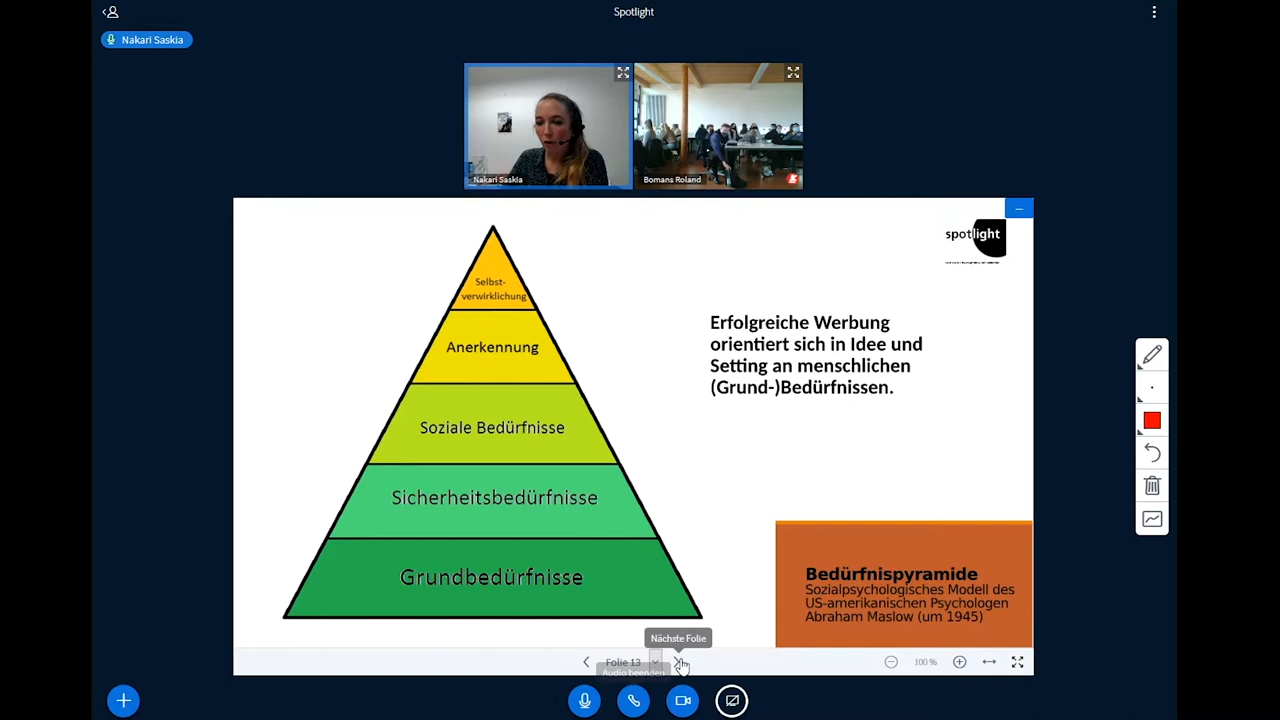 Spotlight
Nakari Saskia
Nakari Saskia
Bomans Roland
spotlight
Selbst-
verwirklichung
Anerkennung
Soziale Bedürfnisse
Sicherheitsbedürfnisse
Grundbedürfnisse
Erfolgreiche Werbung
orientiert sich in Idee und
Setting an menschlichen
(Grund-)Bedürfnissen.
Bedürfnispyramide
Sozialpsychologisches Modell des
US-amerikanischen Psychologen
Abraham Maslow (um 1945)
Nächste Folie
Folie 13
100 %
Audio beenden